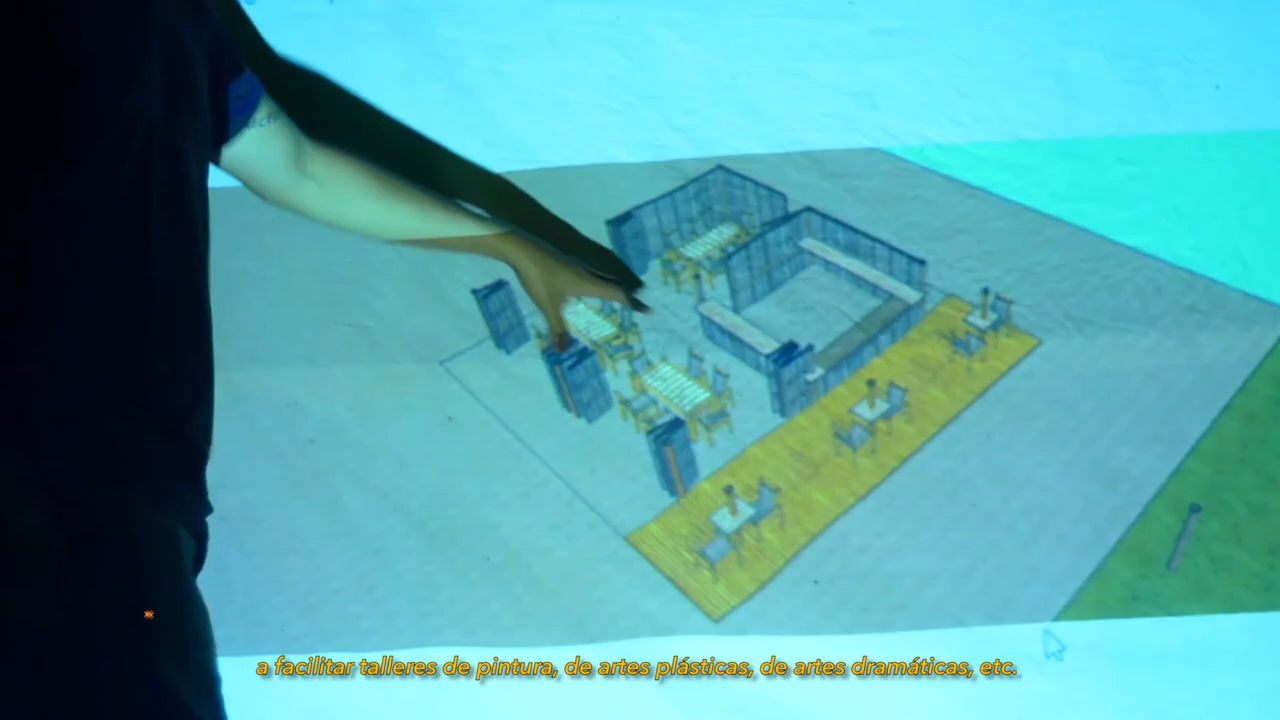 a facilitar talleres de pintura, de artes plásticas, de artes dramáticas, etc.